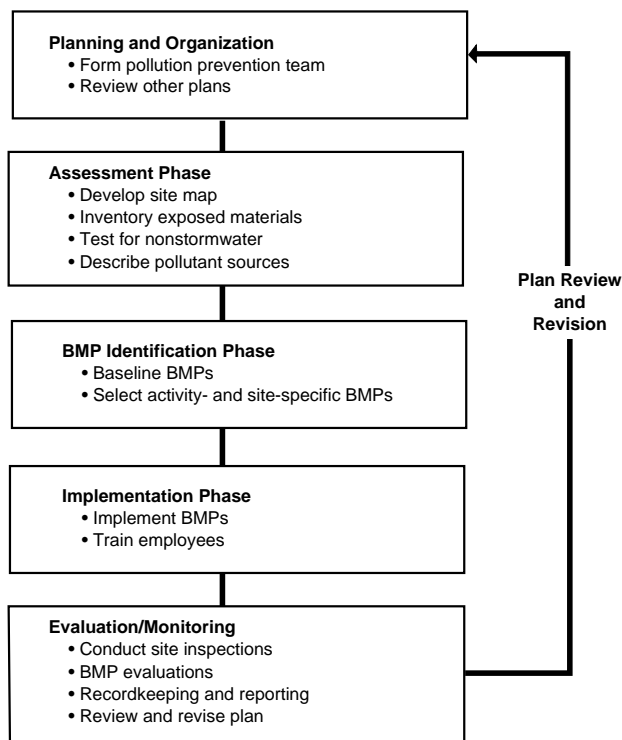 Planning and Organization
• Form pollution prevention team
• Review other plans
Assessment Phase
• Develop site map
• Inventory exposed materials
• Test for nonstormwater
• Describe pollutant sources
BMP Identification Phase
• Baseline BMPs
• Select activity- and site-specific BMPs
Implementation Phase
• Implement BMPs
• Train employees
Evaluation/Monitoring
• Conduct site inspections
• BMP evaluations
• Recordkeeping and reporting
• Review and revise plan
Plan Review
and
Revision